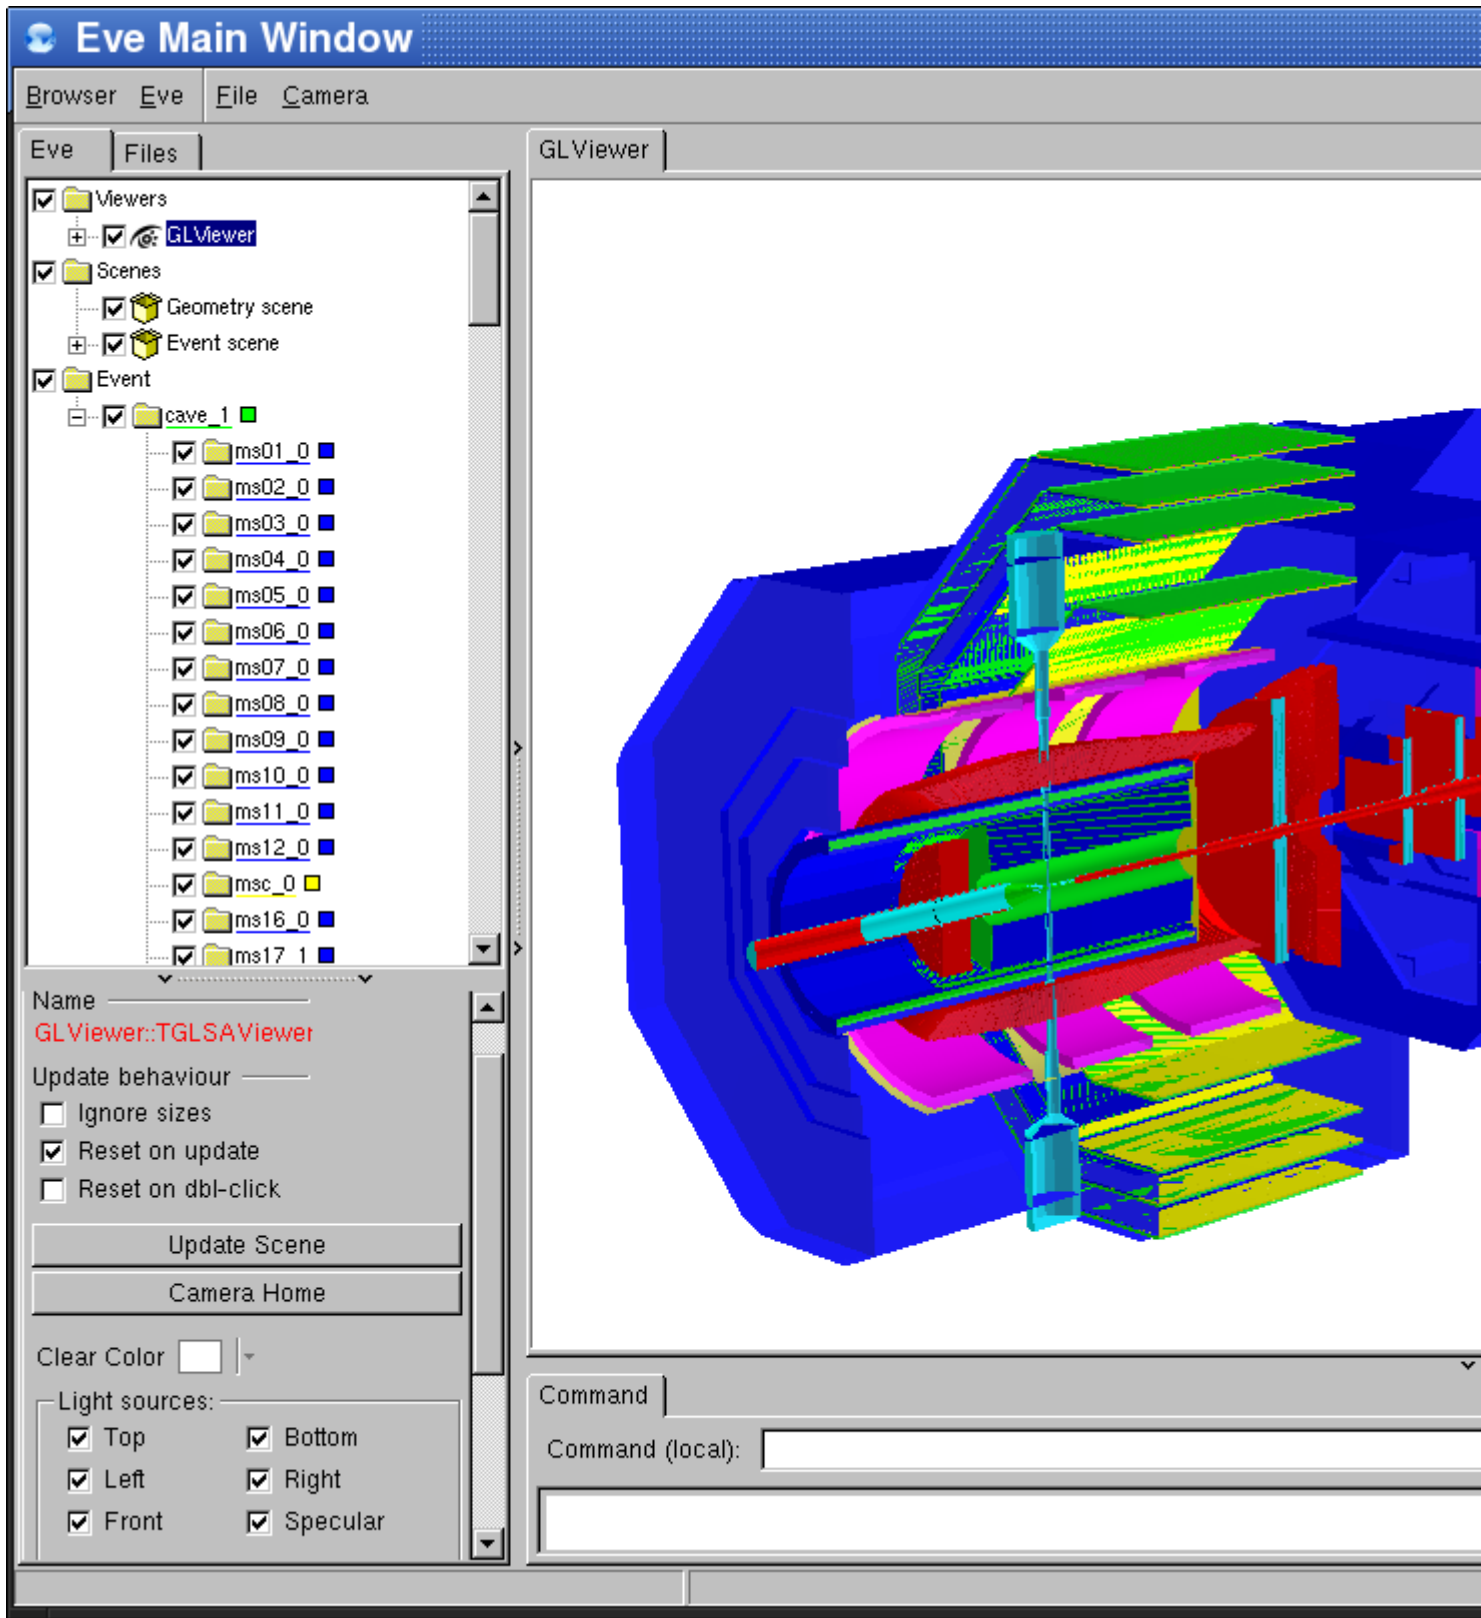 Eve Main Window
Browser Eve File Camera
Eve Files
GLViewer
Viewers
GLViewer
Scenes
Geometry scene
Event scene
Event
cave_1
ms01_0
ms02_0
ms03_0
ms04_0
ms05_0
ms06_0
ms07_0
ms08_0
ms09_0
ms10_0
ms11_0
ms12_0
msc_0
ms16_0
ms17_1
Name
GLViewer::TGLSAViewer
Update behaviour
Ignore sizes
Reset on update
Reset on dbl-click
Update Scene
Camera Home
Clear Color
Light sources:
Top Bottom
Left Right
Front Specular
Command
Command (local):